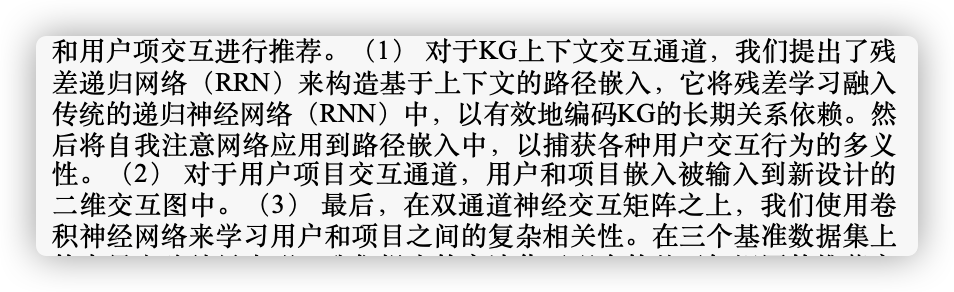 和用户项交互进行推荐。（1） 对于KG上下文交互通道，我们提出了残
差递归网络（RRN）来构造基于上下文的路径嵌入，它将残差学习融入
传统的递归神经网络（RNN）中，以有效地编码KG的长期关系依赖。然
后将自我注意网络应用到路径嵌入中，以捕获各种用户交互行为的多义
性。（2） 对于用户项目交互通道，用户和项目嵌入被输入到新设计的
二维交互图中。（3） 最后，在双通道神经交互矩阵之上，我们使用卷
积神经网络来学习用户和项目之间的复杂相关性。在三个基准数据集上